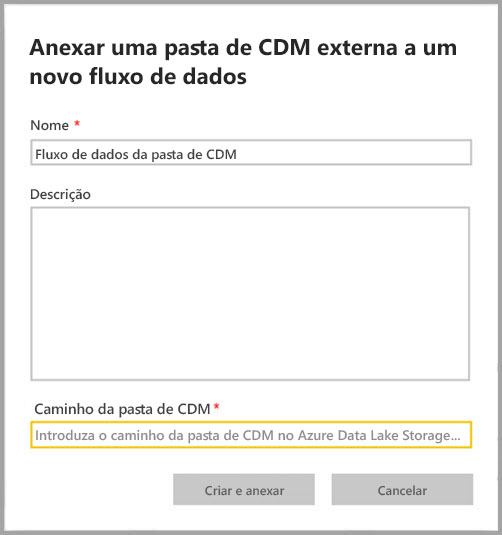 Anexar uma pasta de CDM externa a um
novo fluxo de dados
Nome *
Fluxo de dados da pasta de CDM
Descrição
Caminho da pasta de CDM *
Introduza o caminho da pasta de CDM no Azure Data Lake Storage...
Criar e anexar
Cancelar